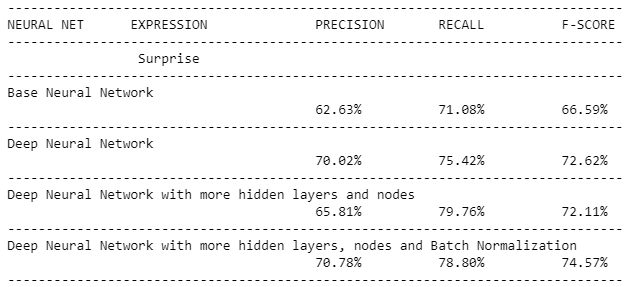 NEURAL NET EXPRESSION PRECISION RECALL F-SCORE
Surprise
Base Neural Network
62.63% 71.08% 66.59%
Deep Neural Network
70.02% 75.42% 72.62%
Deep Neural Network with more hidden layers and nodes
65.81% 79.76% 72.11%
Deep Neural Network with more hidden layers, nodes and Batch Normalization
70.78% 78.80% 74.57%